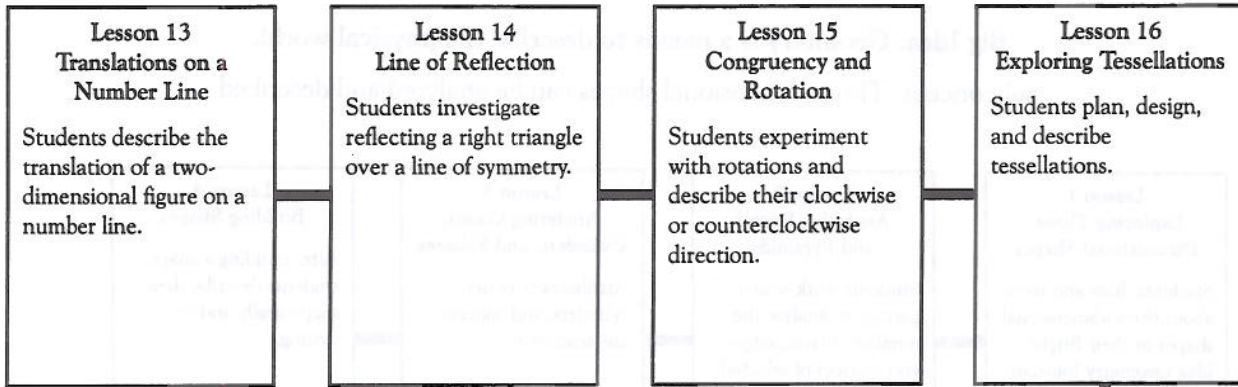 Lesson 13
Translations on a
Number Line
Students describe the
translation of a two-
dimensional figure on a
number line.
Lesson 14
Line of Reflection
Students investigate
reflecting a right triangle
over a line of symmetry.
Lesson 15
Congruency and
Rotation
Students experiment
with rotations and
describe their clockwise
or counterclockwise
direction.
Lesson 16
Exploring Tessellations
Students plan, design,
and describe
tessellations.